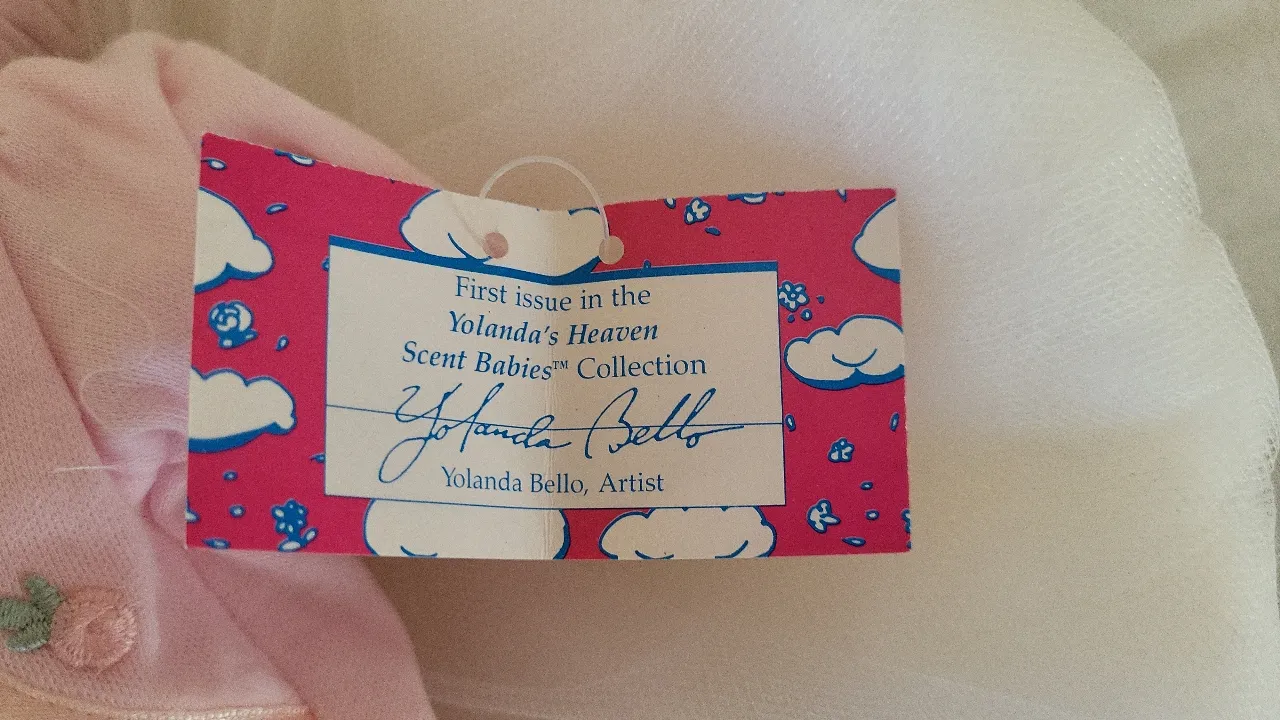 First issue in the
Yolanda's Heaven
Scent Babies™ Collection
Yolanda Bello
Yolanda Bello, Artist